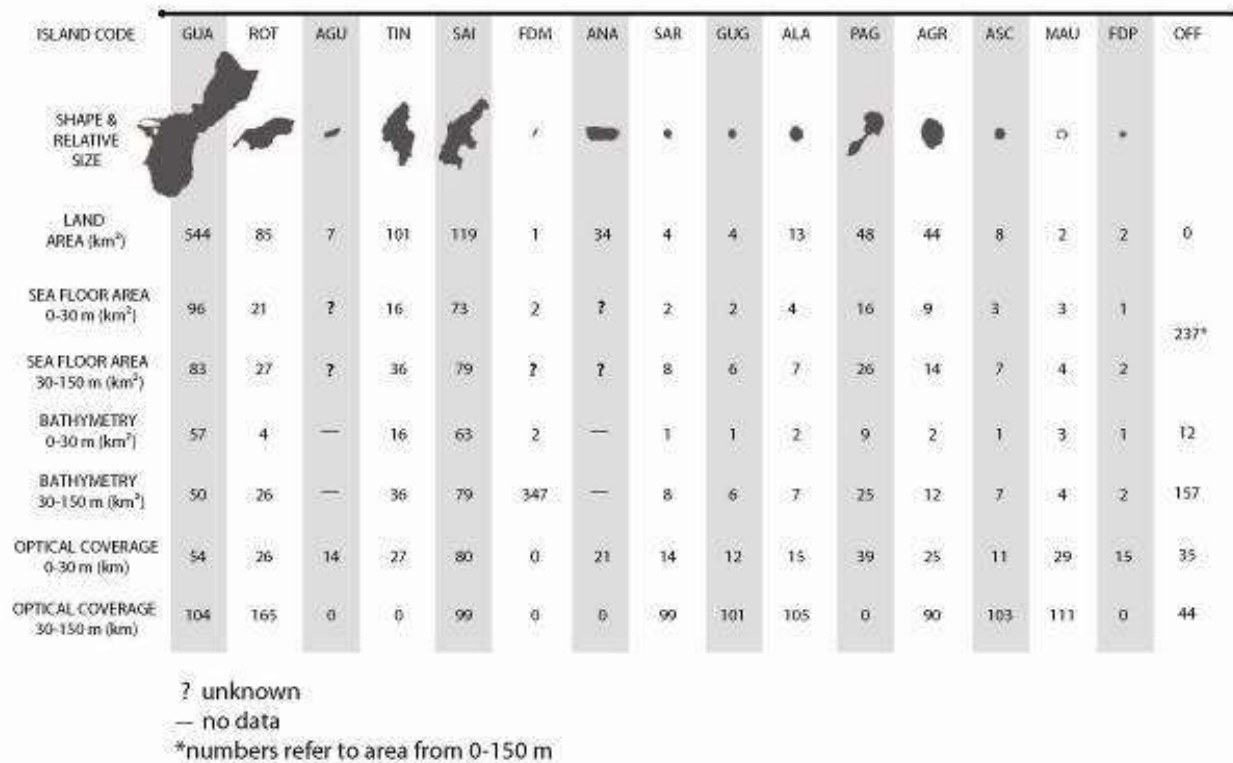 ISLAND CODE GUA ROT AGU TIN SAI FDM ANA SAR GUG ALA PAG AGR ASC MAU FDP OFF
SHAPE &
RELATIVE
SIZE
LAND
AREA (km²) 544 85 7 101 119 1 34 4 4 13 48 44 8 2 2 0
SEA FLOOR AREA
0-30 m (km²) 96 21 ? 16 73 2 ? 2 2 4 16 9 3 3 1
237*
SEA FLOOR AREA
30-150 m (km²) 83 27 ? 36 79 ? ? 8 6 7 26 14 7 4 2
BATHYMETRY
0-30 m (km²) 57 4 — 16 63 2 — 1 1 2 9 2 1 3 1 12
BATHYMETRY
30-150 m (km²) 50 26 — 36 79 347 — 8 6 7 25 12 7 4 2 157
OPTICAL COVERAGE
0-30 m (km) 54 26 14 27 80 0 21 14 12 15 39 25 11 29 15 35
OPTICAL COVERAGE
30-150 m (km) 104 165 0 0 99 0 0 99 101 105 0 90 103 111 0 44
? unknown
— no data
*numbers refer to area from 0-150 m